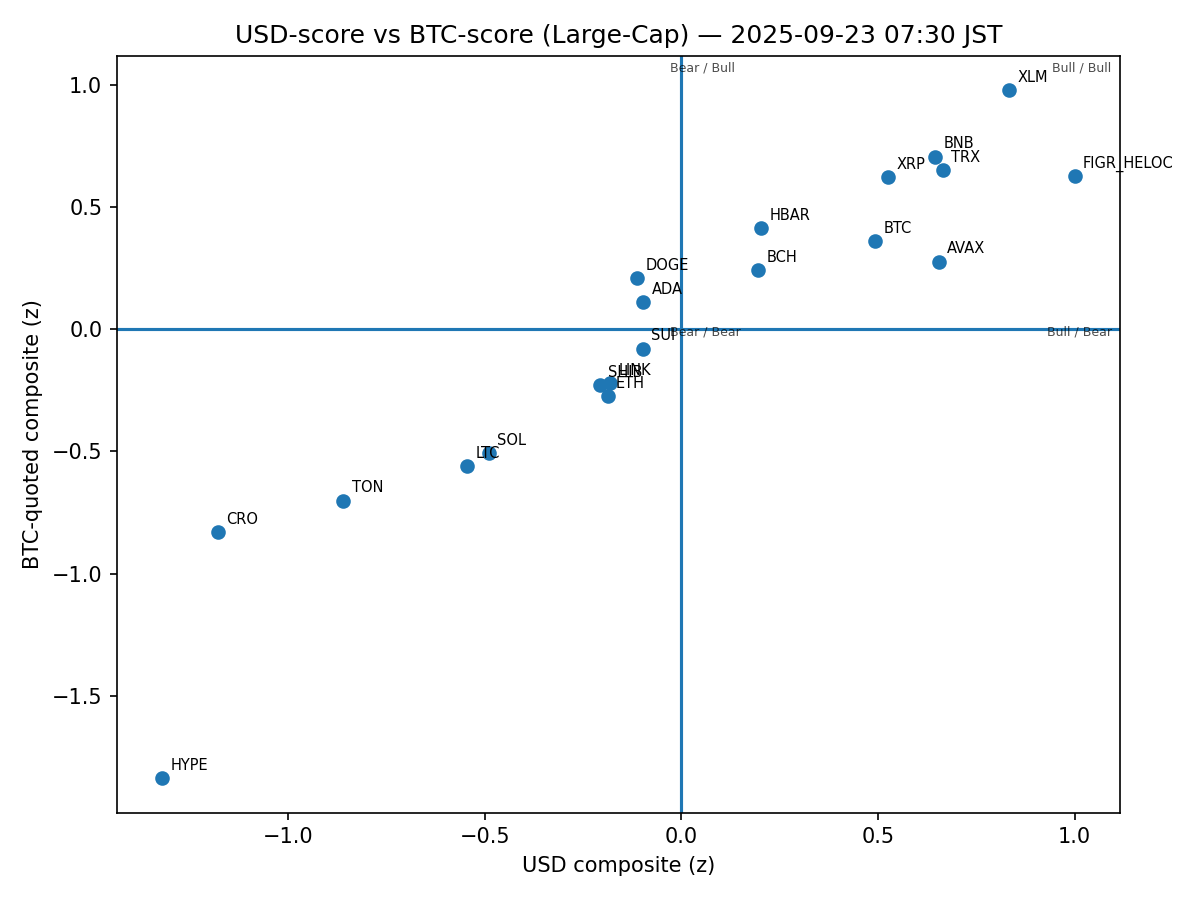 USD-score vs BTC-score (Large-Cap) — 2025-09-23 07:30 JST
Bear / Bull
Bull / Bull
XLM
BNB
TRX
XRP
FIGR_HELOC
HBAR
BTC
AVAX
BCH
DOGE
ADA
SUI
Bear / Bear
Bull / Bear
LINK
SHIB
ETH
SOL
LTC
TON
CRO
HYPE
1.0
0.5
0.0
−0.5
−1.0
−1.5
BTC-quoted composite (z)
−1.0
−0.5
0.0
0.5
1.0
USD composite (z)